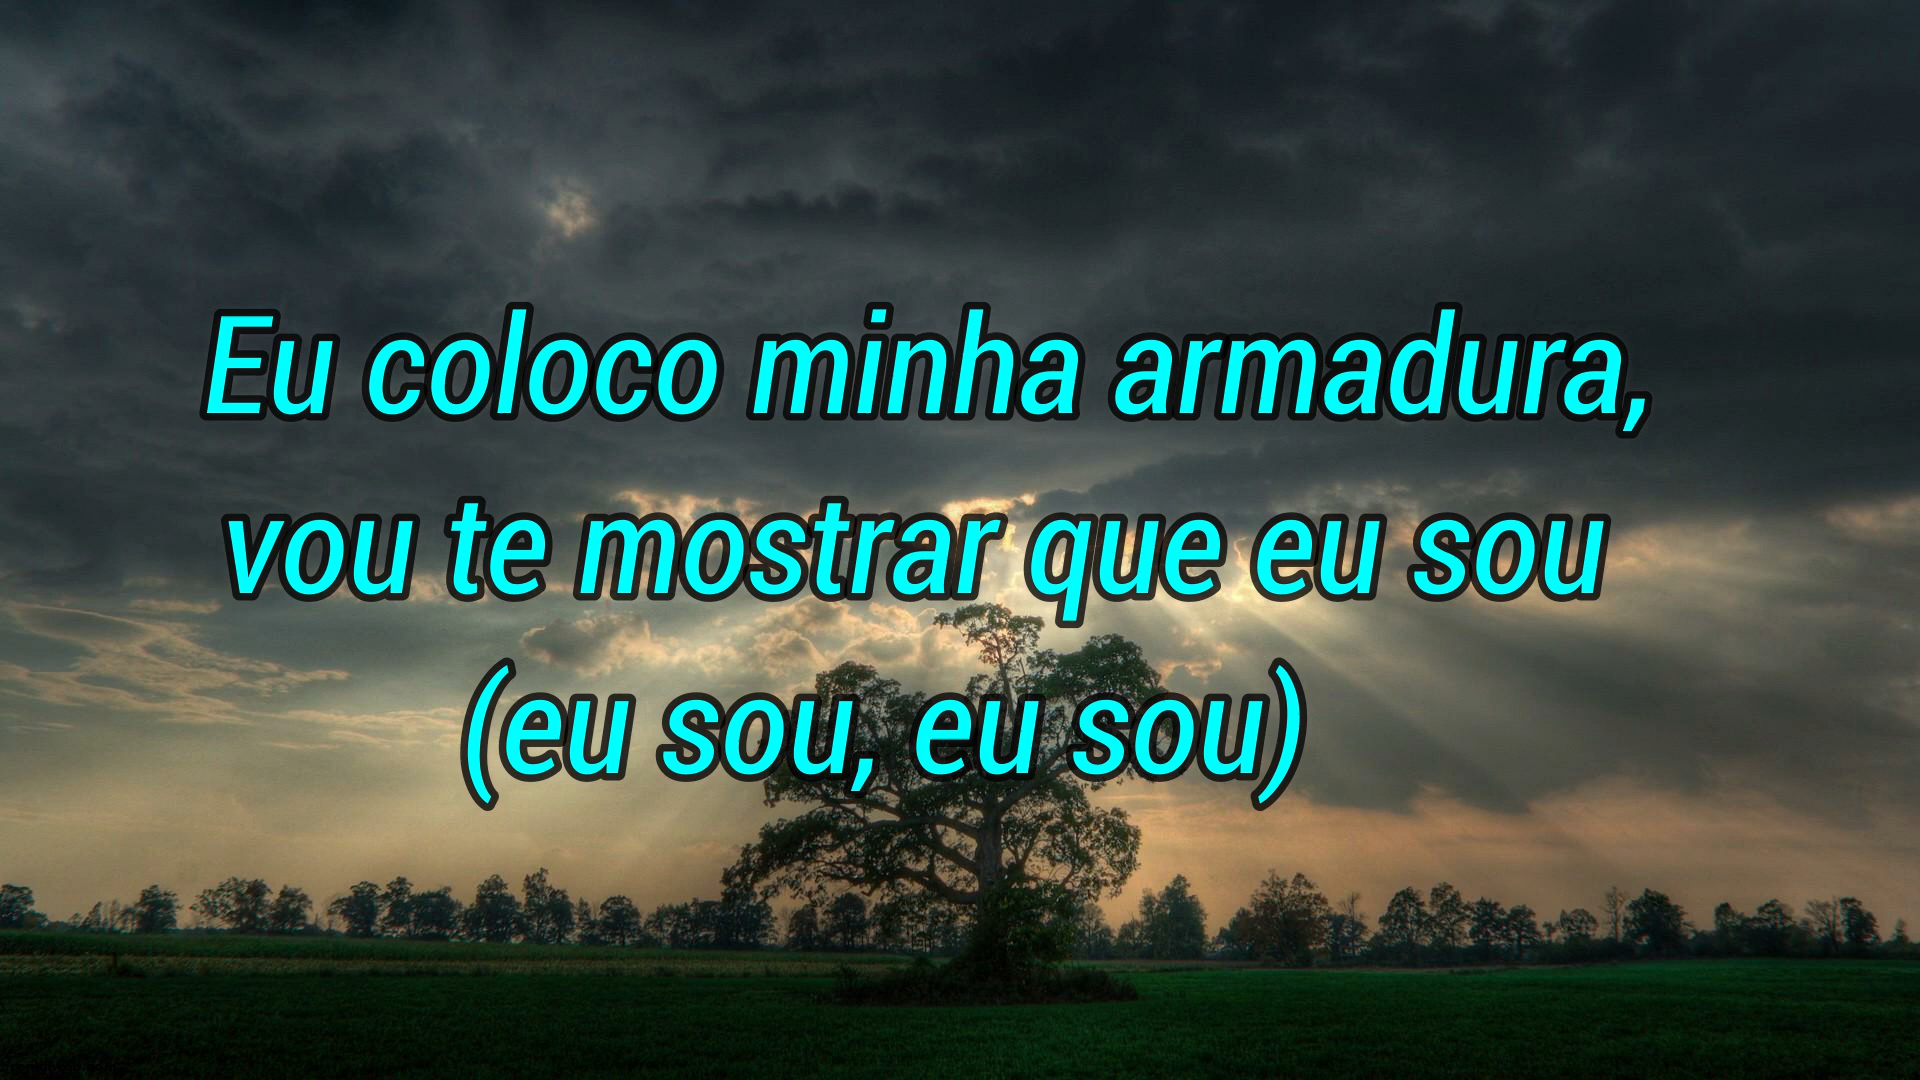 Eu coloco minha armadura,
vou te mostrar que eu sou
(eu sou, eu sou)